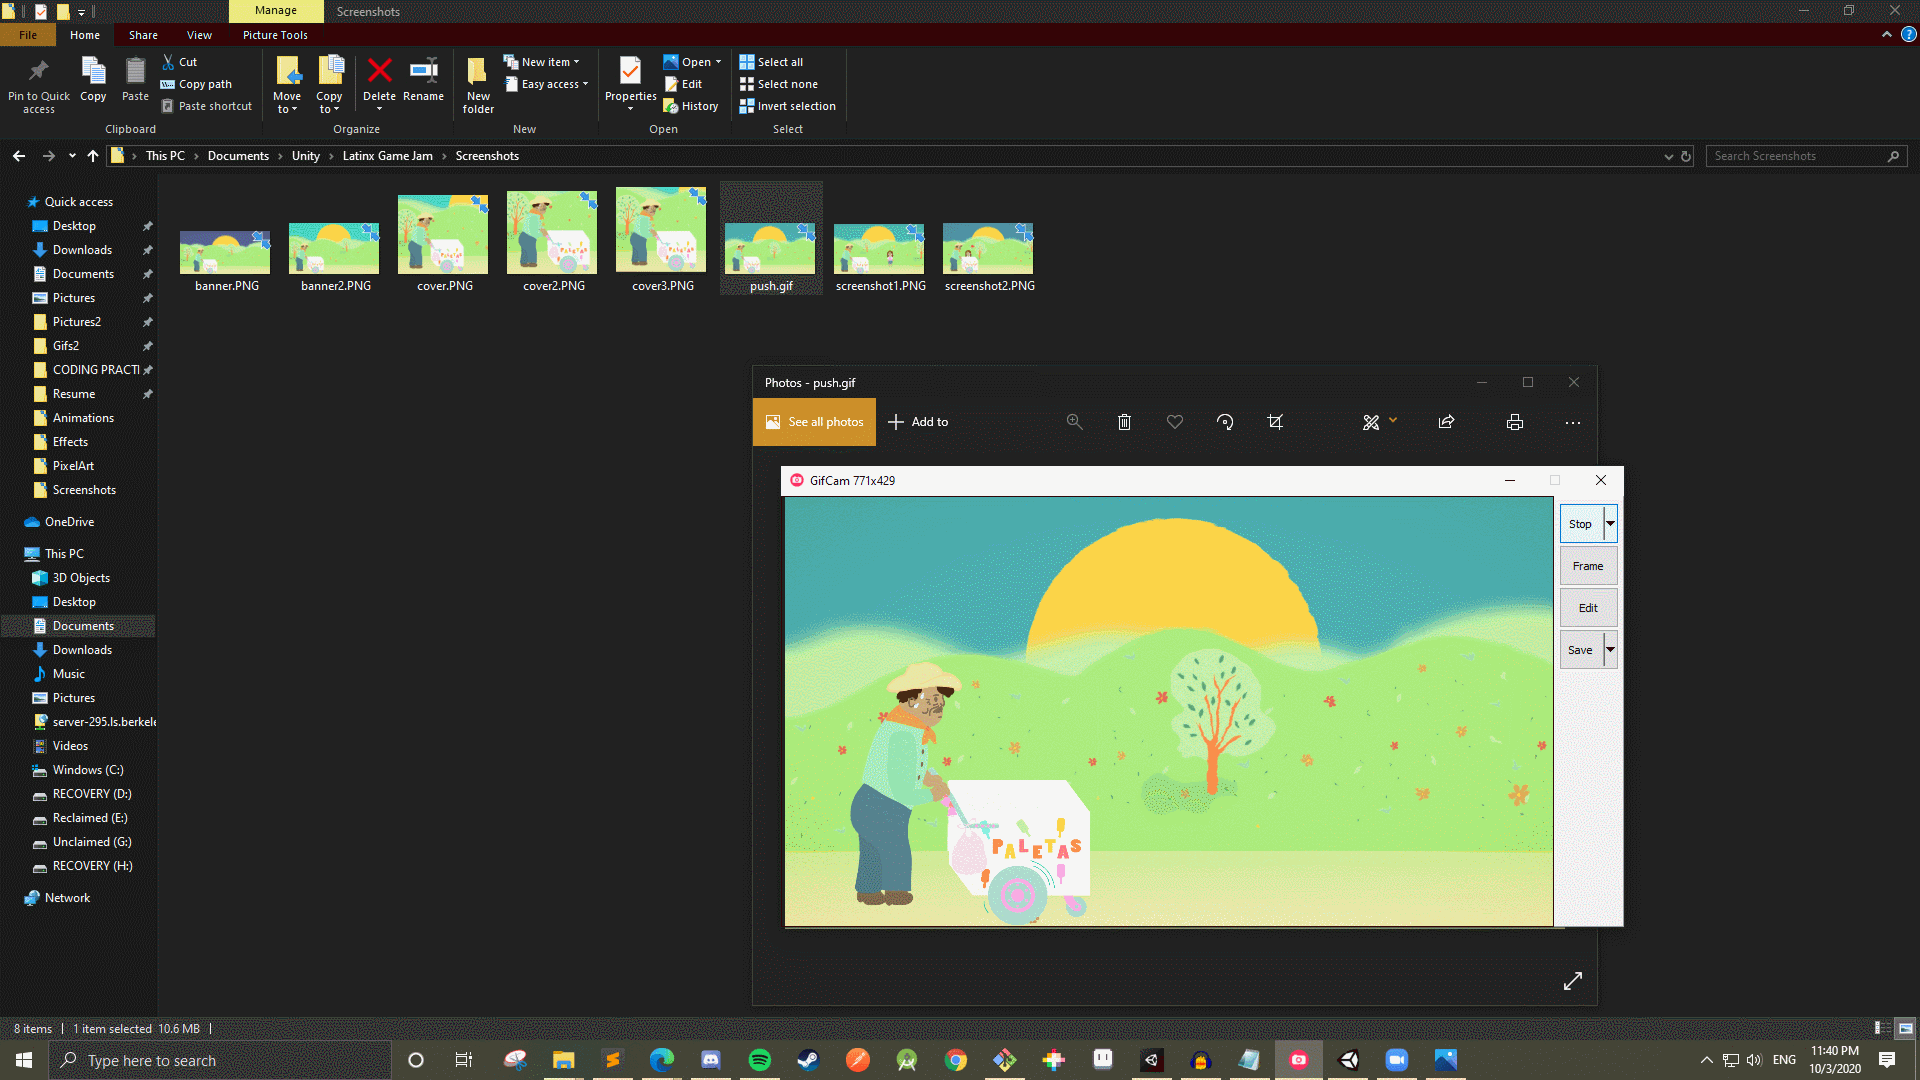 Manage
Screenshots
File
Home
Share
View
Picture Tools
Pin to Quick access
Copy
Paste
Cut
Copy path
Paste shortcut
Clipboard
Move to
Copy to
Delete
Rename
Organize
New folder
New item
Easy access
New
Properties
Open
Edit
History
Open
Select all
Select none
Invert selection
Select
This PC > Documents > Unity > Latinx Game Jam > Screenshots
Search Screenshots
Quick access
Desktop
Downloads
Documents
Pictures
Pictures2
Gifs2
CODING PRACTI
Resume
Animations
Effects
PixelArt
Screenshots
OneDrive
This PC
3D Objects
Desktop
Documents
Downloads
Music
Pictures
server-295.ls.berkele
Videos
Windows (C:)
RECOVERY (D:)
Reclaimed (E:)
Unclaimed (G:)
RECOVERY (H:)
Network
banner.PNG
banner2.PNG
cover.PNG
cover2.PNG
cover3.PNG
push.gif
screenshot1.PNG
screenshot2.PNG
Photos - push.gif
See all photos
Add to
GifCam 771x429
Stop
Frame
Edit
Save
PALETAS
8 items
1 item selected 10.6 MB
Type here to search
ENG
11:40 PM
10/3/2020